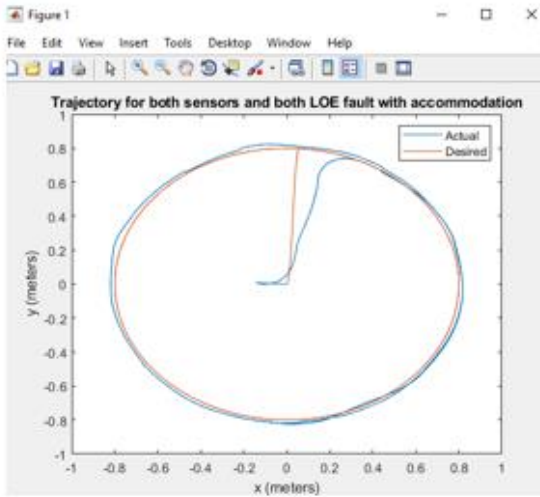 Figure 1
File Edit View Insert Tools Desktop Window Help
Trajectory for both sensors and both LOE fault with accommodation
Actual
Desired
1
0.8
0.6
0.4
0.2
0
-0.2
-0.4
-0.6
-0.8
-1
y (meters)
-1 -0.8 -0.6 -0.4 -0.2 0 0.2 0.4 0.6 0.8 1
x (meters)